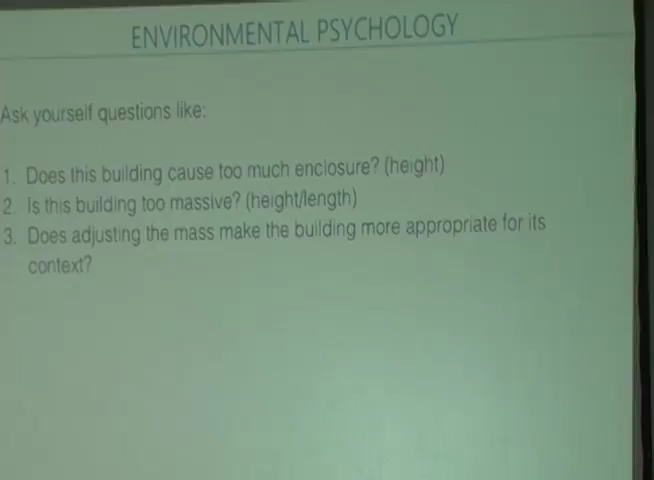 ENVIRONMENTAL PSYCHOLOGY
Ask yourself questions like:
1. Does this building cause too much enclosure? (height)
2. Is this building too massive? (height/length)
3. Does adjusting the mass make the building more appropriate for its
context?